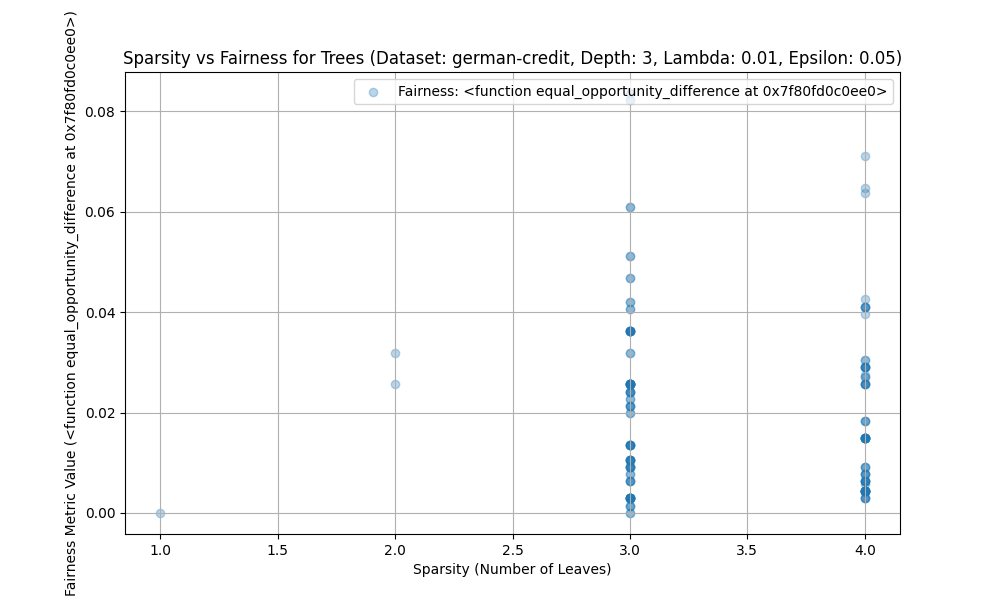 Sparsity vs Fairness for Trees (Dataset: german-credit, Depth: 3, Lambda: 0.01, Epsilon: 0.05)
Fairness: <function equal_opportunity_difference at 0x7f80fd0c0ee0>
Fairness Metric Value (<function equal_opportunity_difference at 0x7f80fd0c0ee0>)
0.08
0.06
0.04
0.02
0.00
1.0 1.5 2.0 2.5 3.0 3.5 4.0
Sparsity (Number of Leaves)